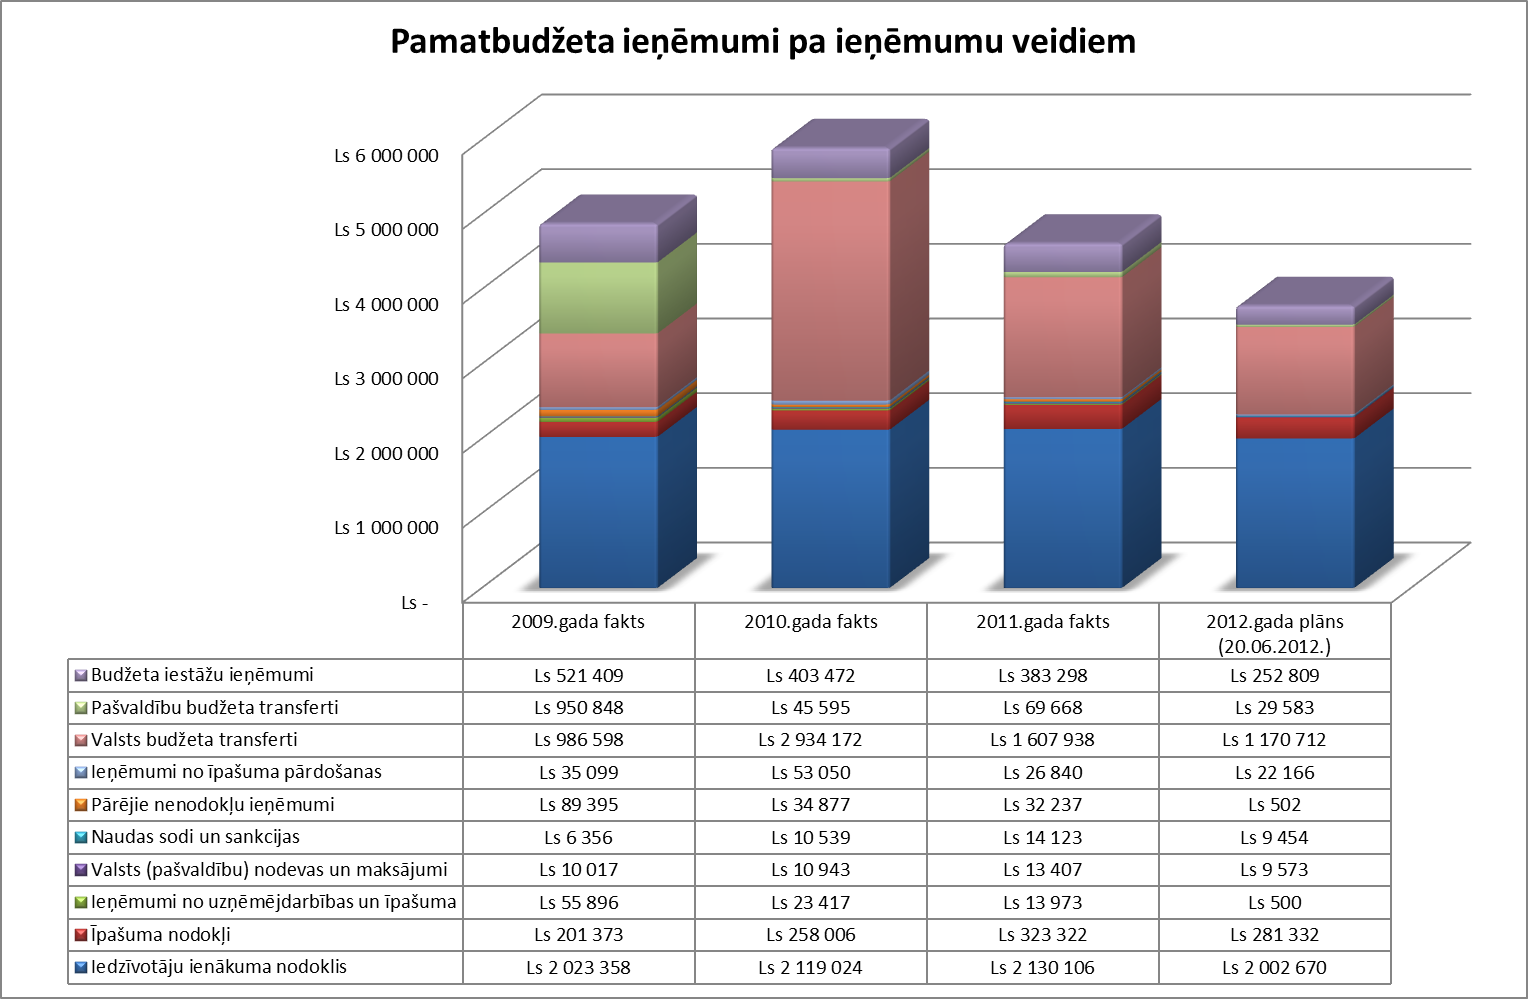 Pamatbudžeta ieņēmumi pa ieņēmumu veidiem
Ls 6 000 000
Ls 5 000 000
Ls 4 000 000
Ls 3 000 000
Ls 2 000 000
Ls 1 000 000
Ls -
2009.gada fakts 2010.gada fakts 2011.gada fakts 2012.gada plāns
(20.06.2012.)
Budžeta iestāžu ieņēmumi Ls 521 409 Ls 403 472 Ls 383 298 Ls 252 809
Pašvaldību budžeta transferti Ls 950 848 Ls 45 595 Ls 69 668 Ls 29 583
Valsts budžeta transferti Ls 986 598 Ls 2 934 172 Ls 1 607 938 Ls 1 170 712
Ieņēmumi no īpašuma pārdošanas Ls 35 099 Ls 53 050 Ls 26 840 Ls 22 166
Pārējie nenodokļu ieņēmumi Ls 89 395 Ls 34 877 Ls 32 237 Ls 502
Naudas sodi un sankcijas Ls 6 356 Ls 10 539 Ls 14 123 Ls 9 454
Valsts (pašvaldību) nodevas un maksājumi Ls 10 017 Ls 10 943 Ls 13 407 Ls 9 573
Ieņēmumi no uzņēmējdarbības un īpašuma Ls 55 896 Ls 23 417 Ls 13 973 Ls 500
Īpašuma nodokļi Ls 201 373 Ls 258 006 Ls 323 322 Ls 281 332
Iedzīvotāju ienākuma nodoklis Ls 2 023 358 Ls 2 119 024 Ls 2 130 106 Ls 2 002 670